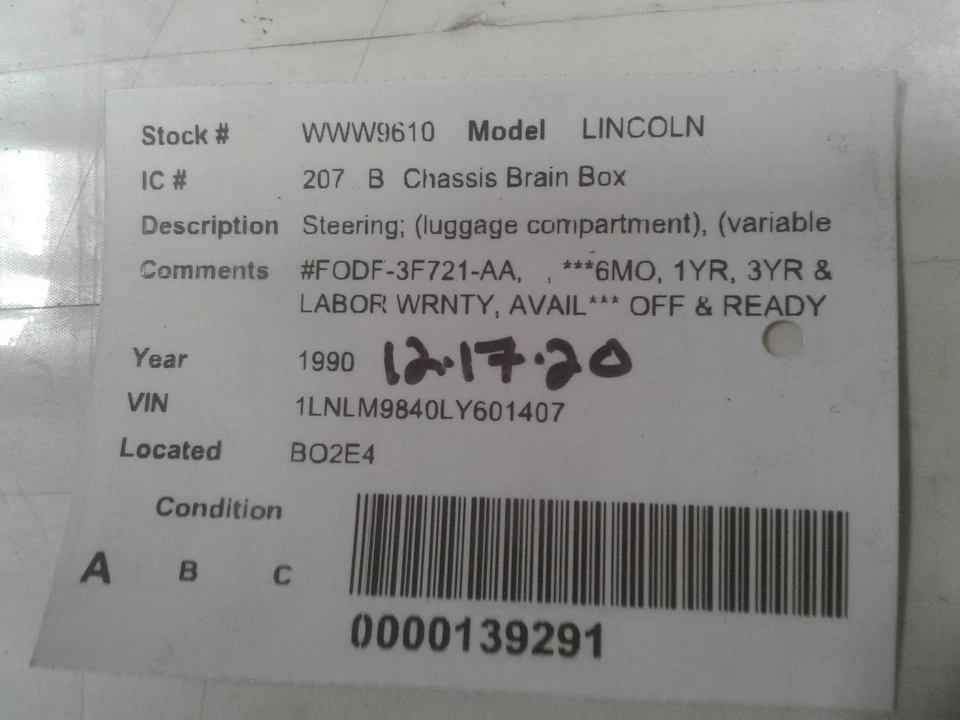 Stock # WWW9610 Model LINCOLN
IC # 207 B Chassis Brain Box
Description Steering; (luggage compartment), (variable
Comments #FODF-3F721-AA, , ***6MO, 1YR, 3YR &
LABOR WRNTY, AVAIL*** OFF & READY
Year 1990 12.17.20
VIN 1LNLM9840LY601407
Located BO2E4
Condition
A B C
0000139291